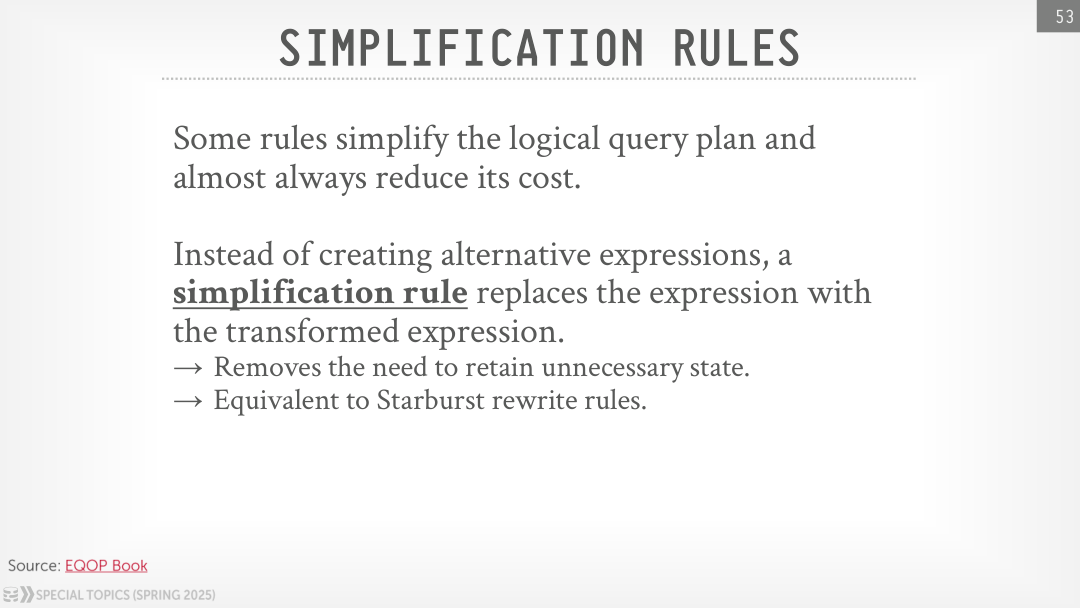 53
SIMPLIFICATION RULES
Some rules simplify the logical query plan and
almost always reduce its cost.
Instead of creating alternative expressions, a
simplification rule replaces the expression with
the transformed expression.
→ Removes the need to retain unnecessary state.
→ Equivalent to Starburst rewrite rules.
Source: EQOP Book
SPECIAL TOPICS (SPRING 2025)